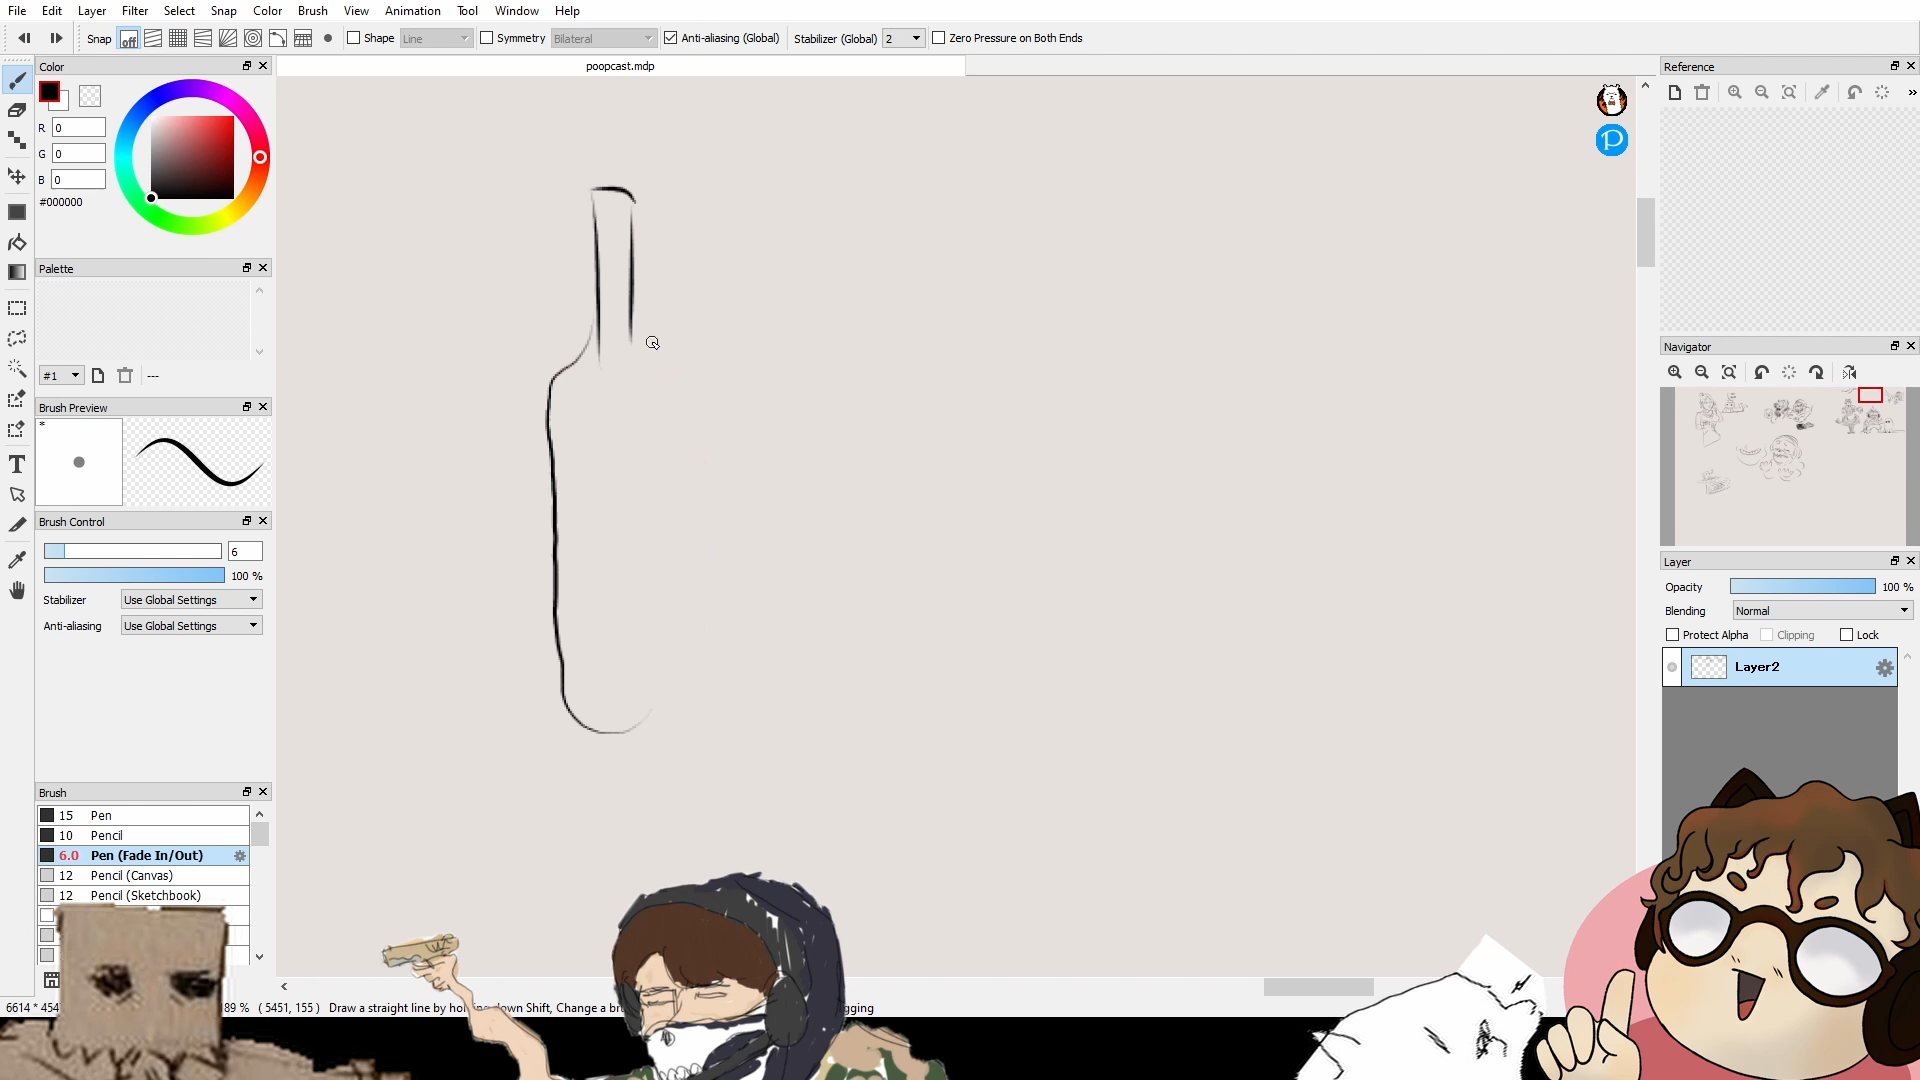 File Edit Layer Filter Select Snap Color Brush View Animation Tool Window Help
Snap off Shape Line Symmetry Bilateral Anti-aliasing (Global) Stabilizer (Global) 2 Zero Pressure on Both Ends
Color
poopcast.mdp
Reference
R 0
G 0
B 0
#000000
Palette
#1 ---
Navigator
Brush Preview
*
Brush Control
6
100 %
Stabilizer Use Global Settings
Anti-aliasing Use Global Settings
Layer
Opacity 100 %
Blending Normal
Protect Alpha Clipping Lock
Layer2
Brush
15 Pen
10 Pencil
6.0 Pen (Fade In/Out)
12 Pencil (Canvas)
12 Pencil (Sketchbook)
6614 * 454 89 % ( 5451, 155 ) Draw a straight line by down Shift, Change a